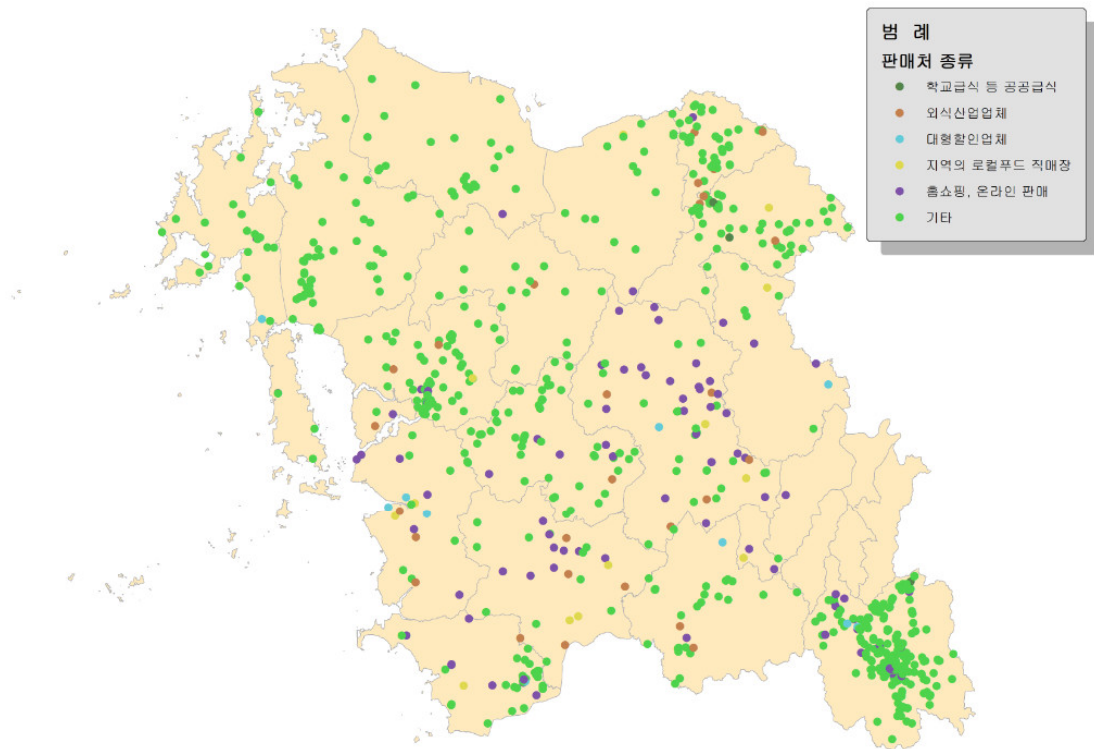 범 례
판매처 종류
학교급식 등 공공급식
외식산업업체
대형할인업체
지역의 로컬푸드 직매장
홈쇼핑, 온라인 판매
기타